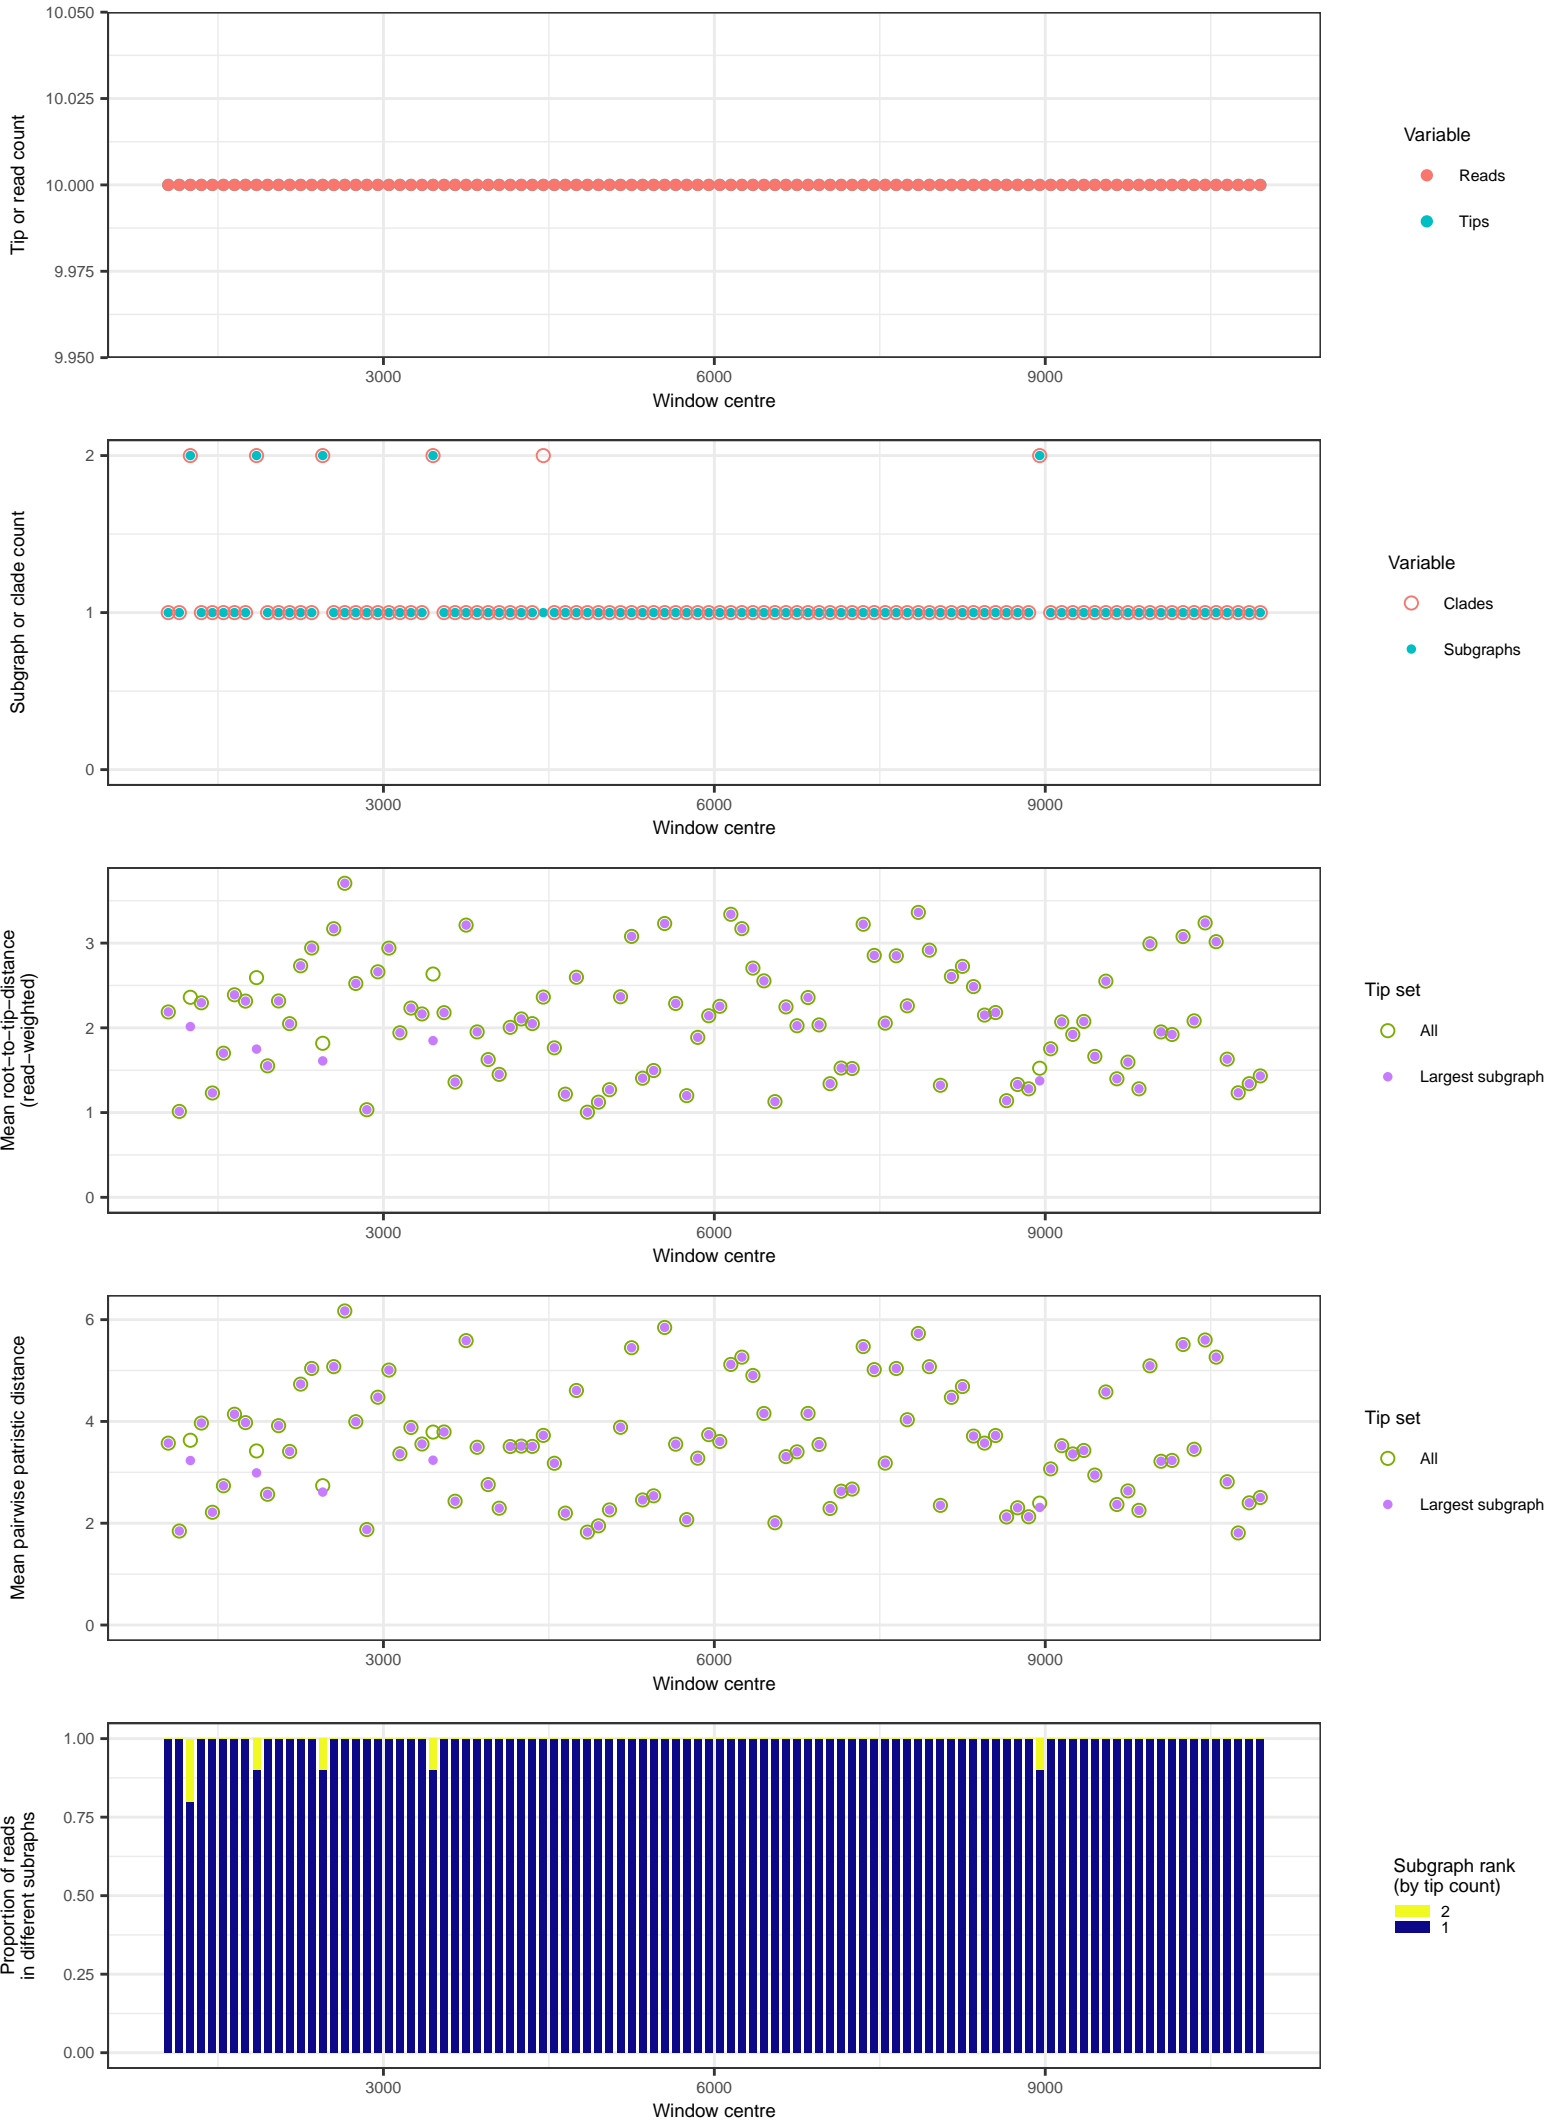 10.050
10.025
10.000
9.975
9.950
Tip or read count
3000 6000 9000
Window centre
Variable
Reads
Tips
2
1
0
Subgraph or clade count
3000 6000 9000
Window centre
Variable
Clades
Subgraphs
3
2
1
0
Mean root−to−tip−distance
(read−weighted)
3000 6000 9000
Window centre
Tip set
All
Largest subgraph
6
4
2
0
Mean pairwise patristic distance
3000 6000 9000
Window centre
Tip set
All
Largest subgraph
1.00
0.75
0.50
0.25
0.00
Proportion of reads
in different subraphs
3000 6000 9000
Window centre
Subgraph rank
(by tip count)
2
1